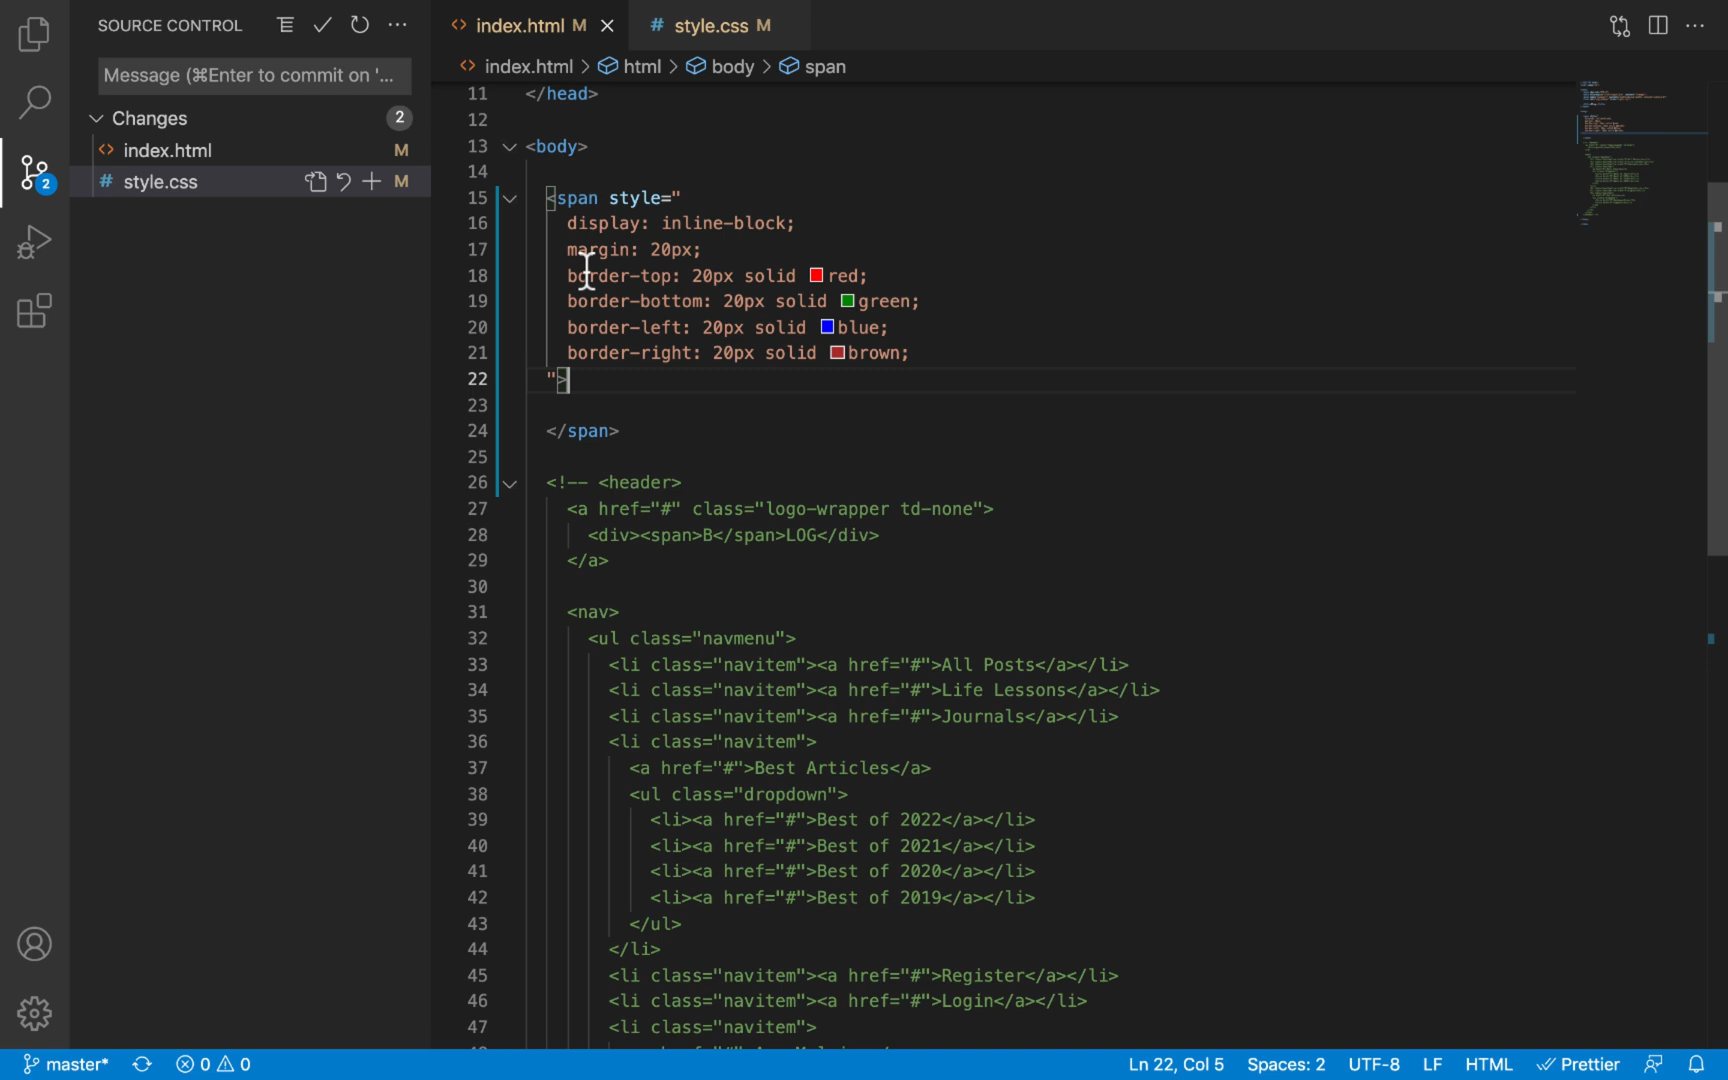 SOURCE CONTROL
Message (⌘Enter to commit on '...
Changes 2
index.html M
style.css M
2
index.html M
style.css M
index.html > html > body > span
11 </head>
12
13 <body>
14
15 <span style="
16 display: inline-block;
17 margin: 20px;
18 border-top: 20px solid red;
19 border-bottom: 20px solid green;
20 border-left: 20px solid blue;
21 border-right: 20px solid brown;
22 ">
23
24 </span>
25
26 <!-- <header>
27 <a href="#" class="logo-wrapper td-none">
28 <div><span>B</span>LOG</div>
29 </a>
30
31 <nav>
32 <ul class="navmenu">
33 <li class="navitem"><a href="#">All Posts</a></li>
34 <li class="navitem"><a href="#">Life Lessons</a></li>
35 <li class="navitem"><a href="#">Journals</a></li>
36 <li class="navitem">
37 <a href="#">Best Articles</a>
38 <ul class="dropdown">
39 <li><a href="#">Best of 2022</a></li>
40 <li><a href="#">Best of 2021</a></li>
41 <li><a href="#">Best of 2020</a></li>
42 <li><a href="#">Best of 2019</a></li>
43 </ul>
44 </li>
45 <li class="navitem"><a href="#">Register</a></li>
46 <li class="navitem"><a href="#">Login</a></li>
47 <li class="navitem">
master* 0 0 Ln 22, Col 5 Spaces: 2 UTF-8 LF HTML Prettier